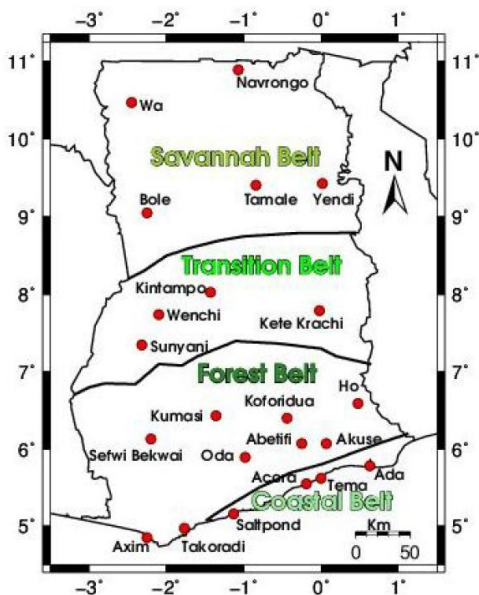 −3° −2° −1° 0° 1°
11°
11°
Navrongo
Wa
10°
10°
Savannah Belt
N
Bole
Tamale
Yendi
9°
9°
Transition Belt
Kintampo
8°
8°
Wenchi
Kete Krachi
Sunyani
7°
7°
Forest Belt
Ho
Koforidua
Kumasi
Sefwi Bekwai
Abetifi
Akuse
6°
6°
Oda
Accra
Tema
Ada
Coastal Belt
Saltpond
5°
5°
Km
Axim
Takoradi
0 50
−3° −2° −1° 0° 1°